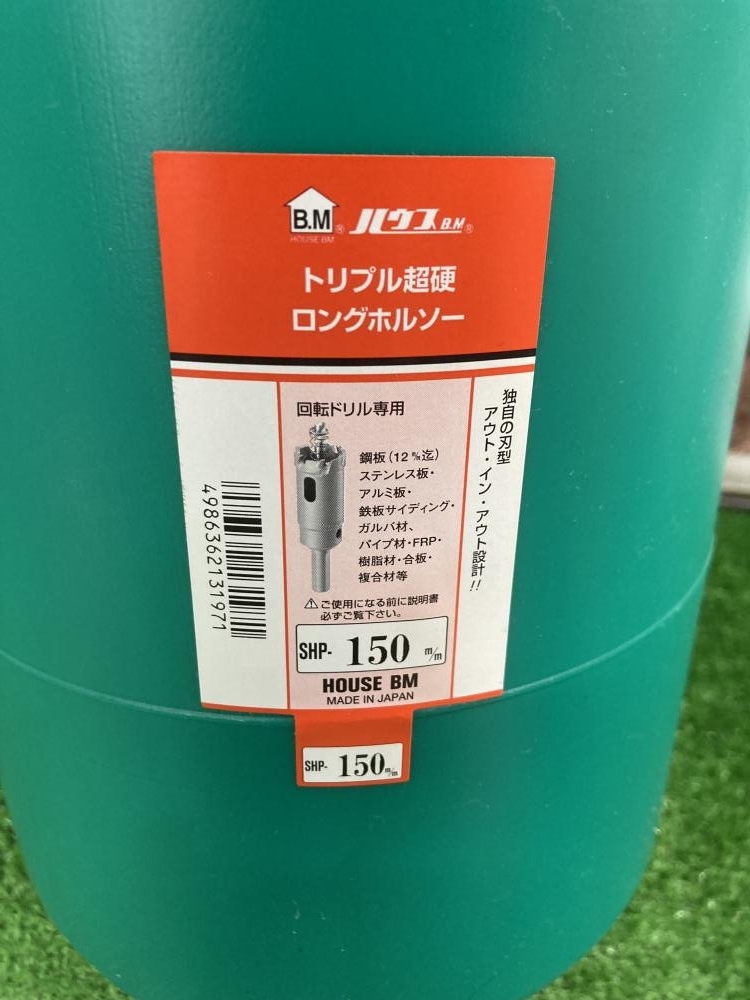 B.M®
HOUSE BM
ハウスB.M®
トリプル超硬
ロングホルソー
回転ドリル専用
鋼板(12㎜迄)
ステンレス板・
アルミ板・
鉄板サイディング・
ガルバ材、
パイプ材・FRP・
樹脂材・合板・
複合材等
独自の刃型
アウト・イン・アウト設計!!
4986362131971
⚠ご使用になる前に説明書
必ずご覧下さい。
SHP- 150 m/m
HOUSE BM
MADE IN JAPAN
SHP- 150 m/m